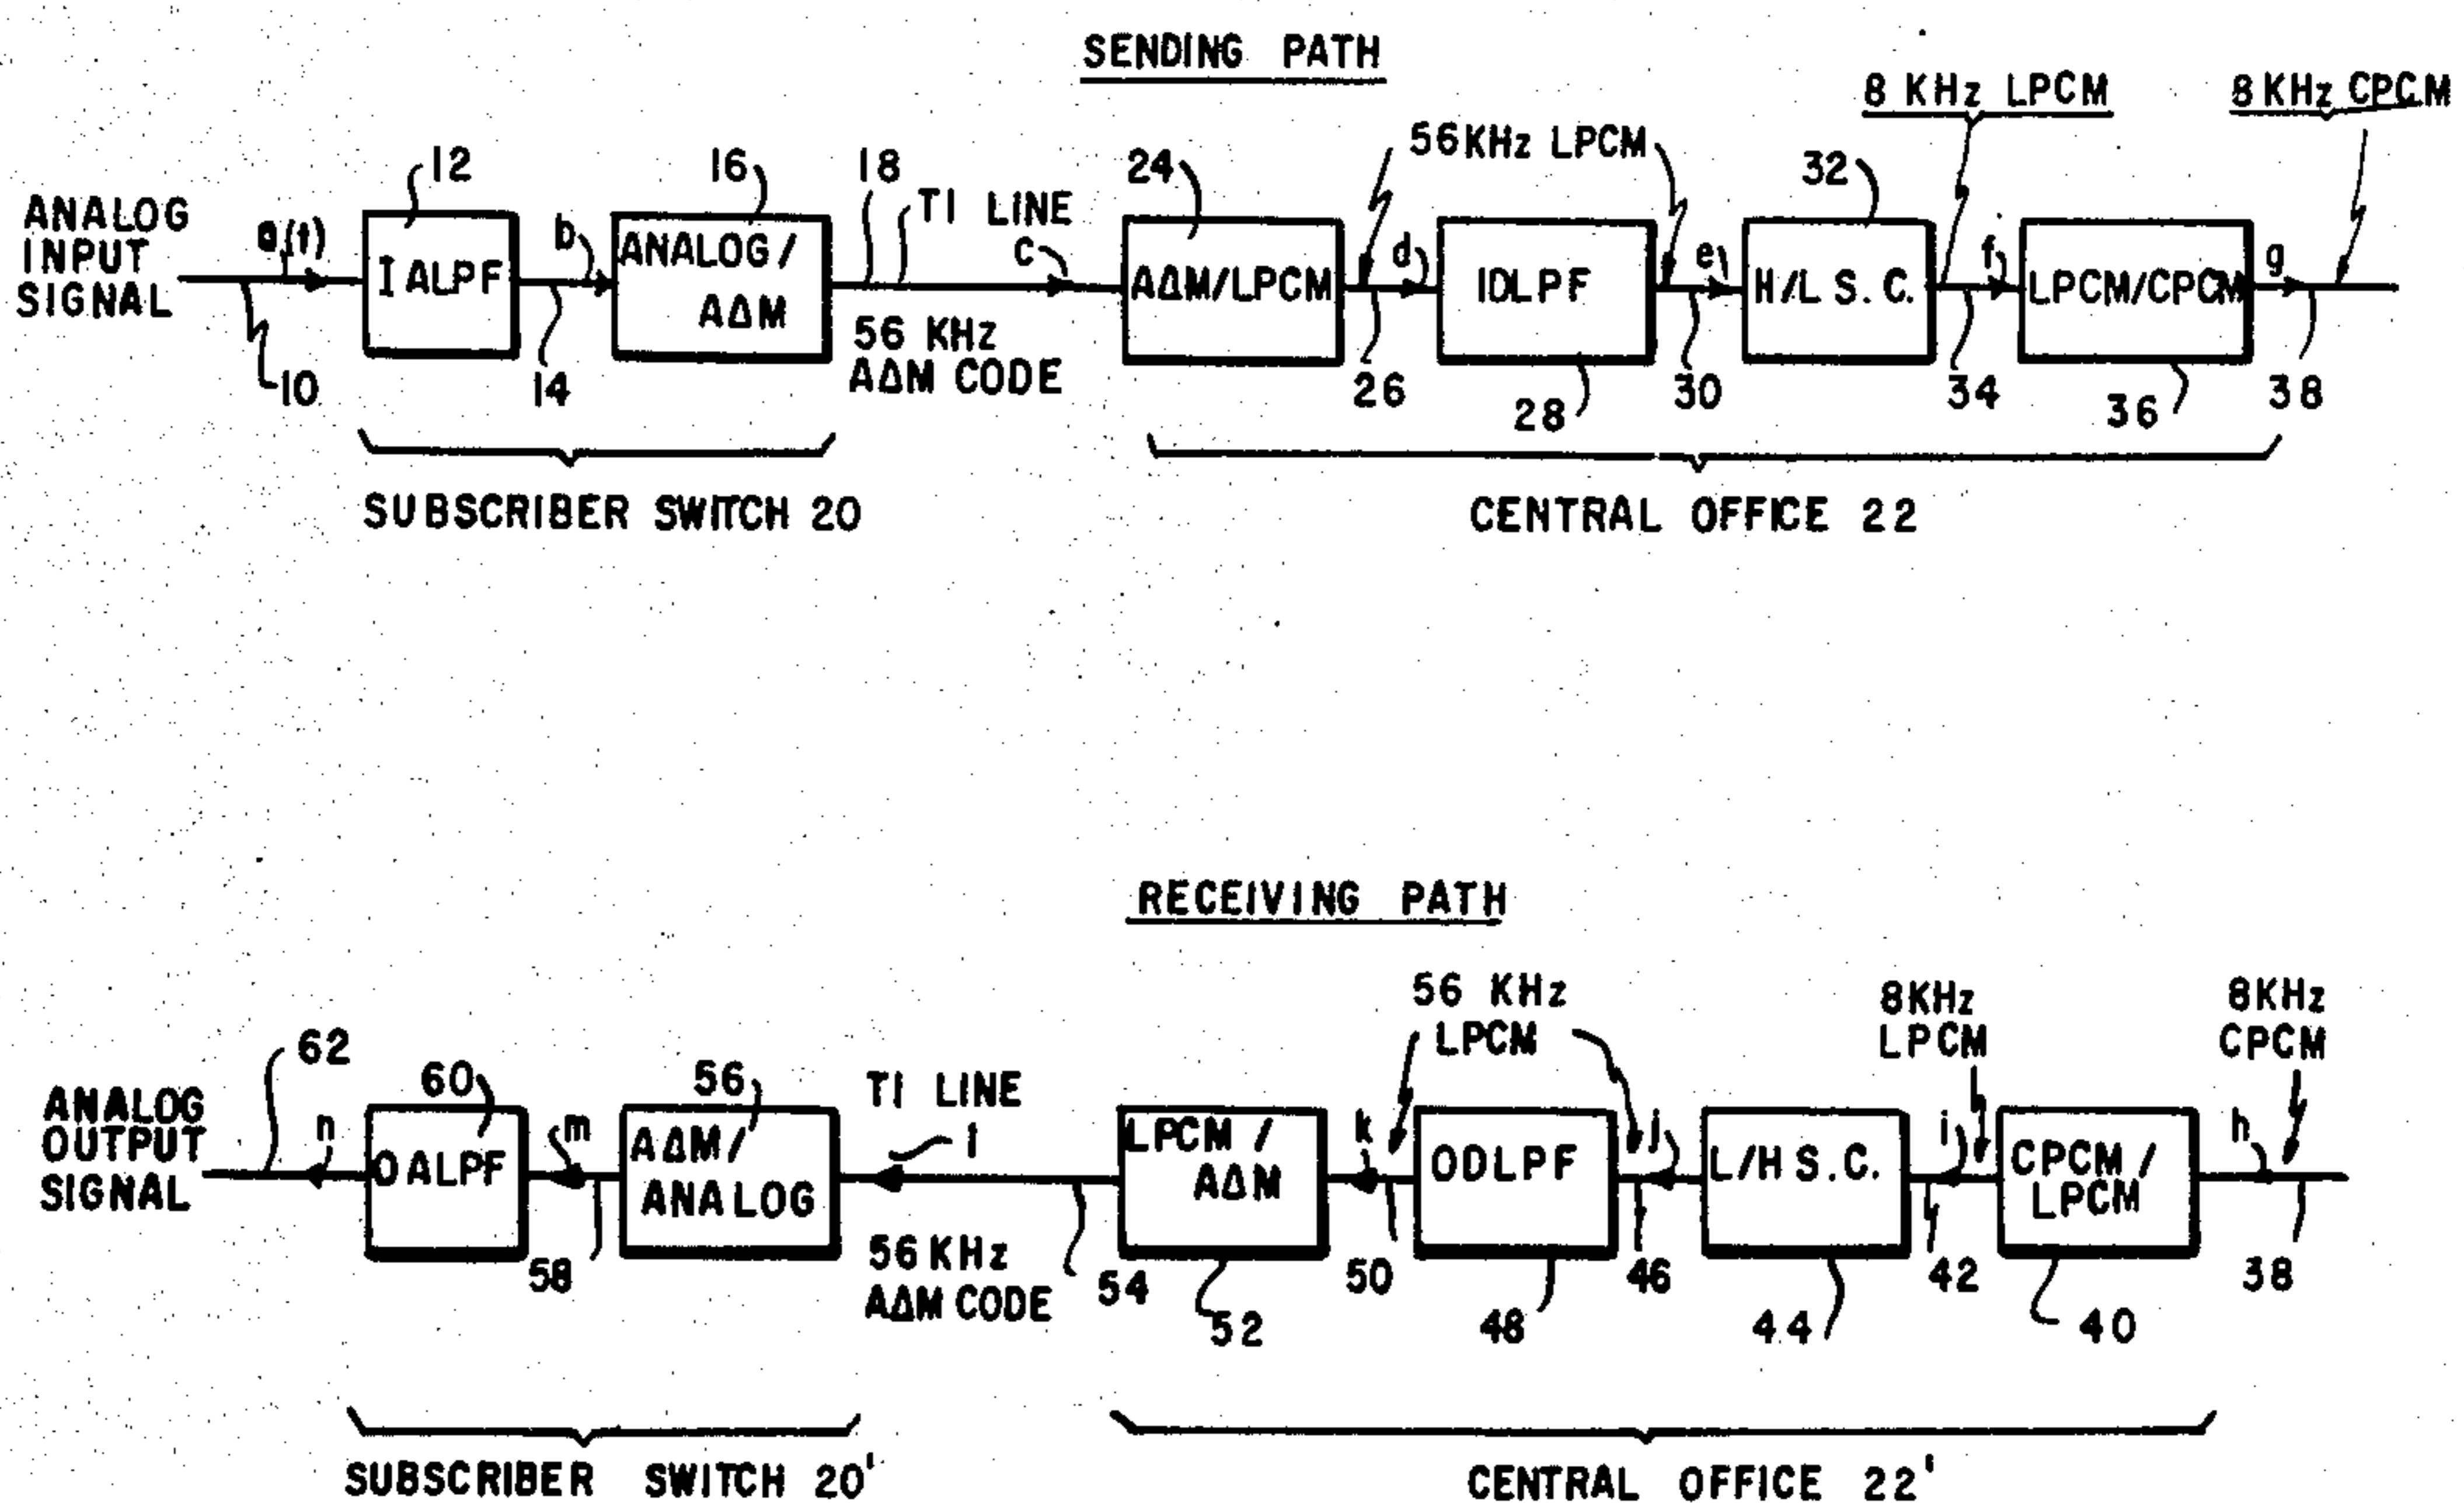 SENDING PATH
8 KHz LPCM
8KHz CPCM
56KHz LPCM
12
16
18
T1 LINE
24
32
ANALOG
INPUT
SIGNAL
a(t)
b
c
d
e
f
g
I ALPF
ANALOG/
AΔM
AΔM/LPCM
IDLPF
H/L S.C.
LPCM/CPCM
56 KHz
AΔM CODE
10
14
26
28
30
34
36
38
SUBSCRIBER SWITCH 20
CENTRAL OFFICE 22
RECEIVING PATH
56 KHz
LPCM
8KHz
LPCM
8KHz
CPCM
62
60
56
T1 LINE
ANALOG
OUTPUT
SIGNAL
n
m
l
k
j
i
h
OALPF
AΔM/
ANALOG
LPCM/
AΔM
ODLPF
L/H S.C.
CPCM/
LPCM
58
56 KHz
AΔM CODE
54
52
50
48
46
44
42
40
38
SUBSCRIBER SWITCH 20'
CENTRAL OFFICE 22'